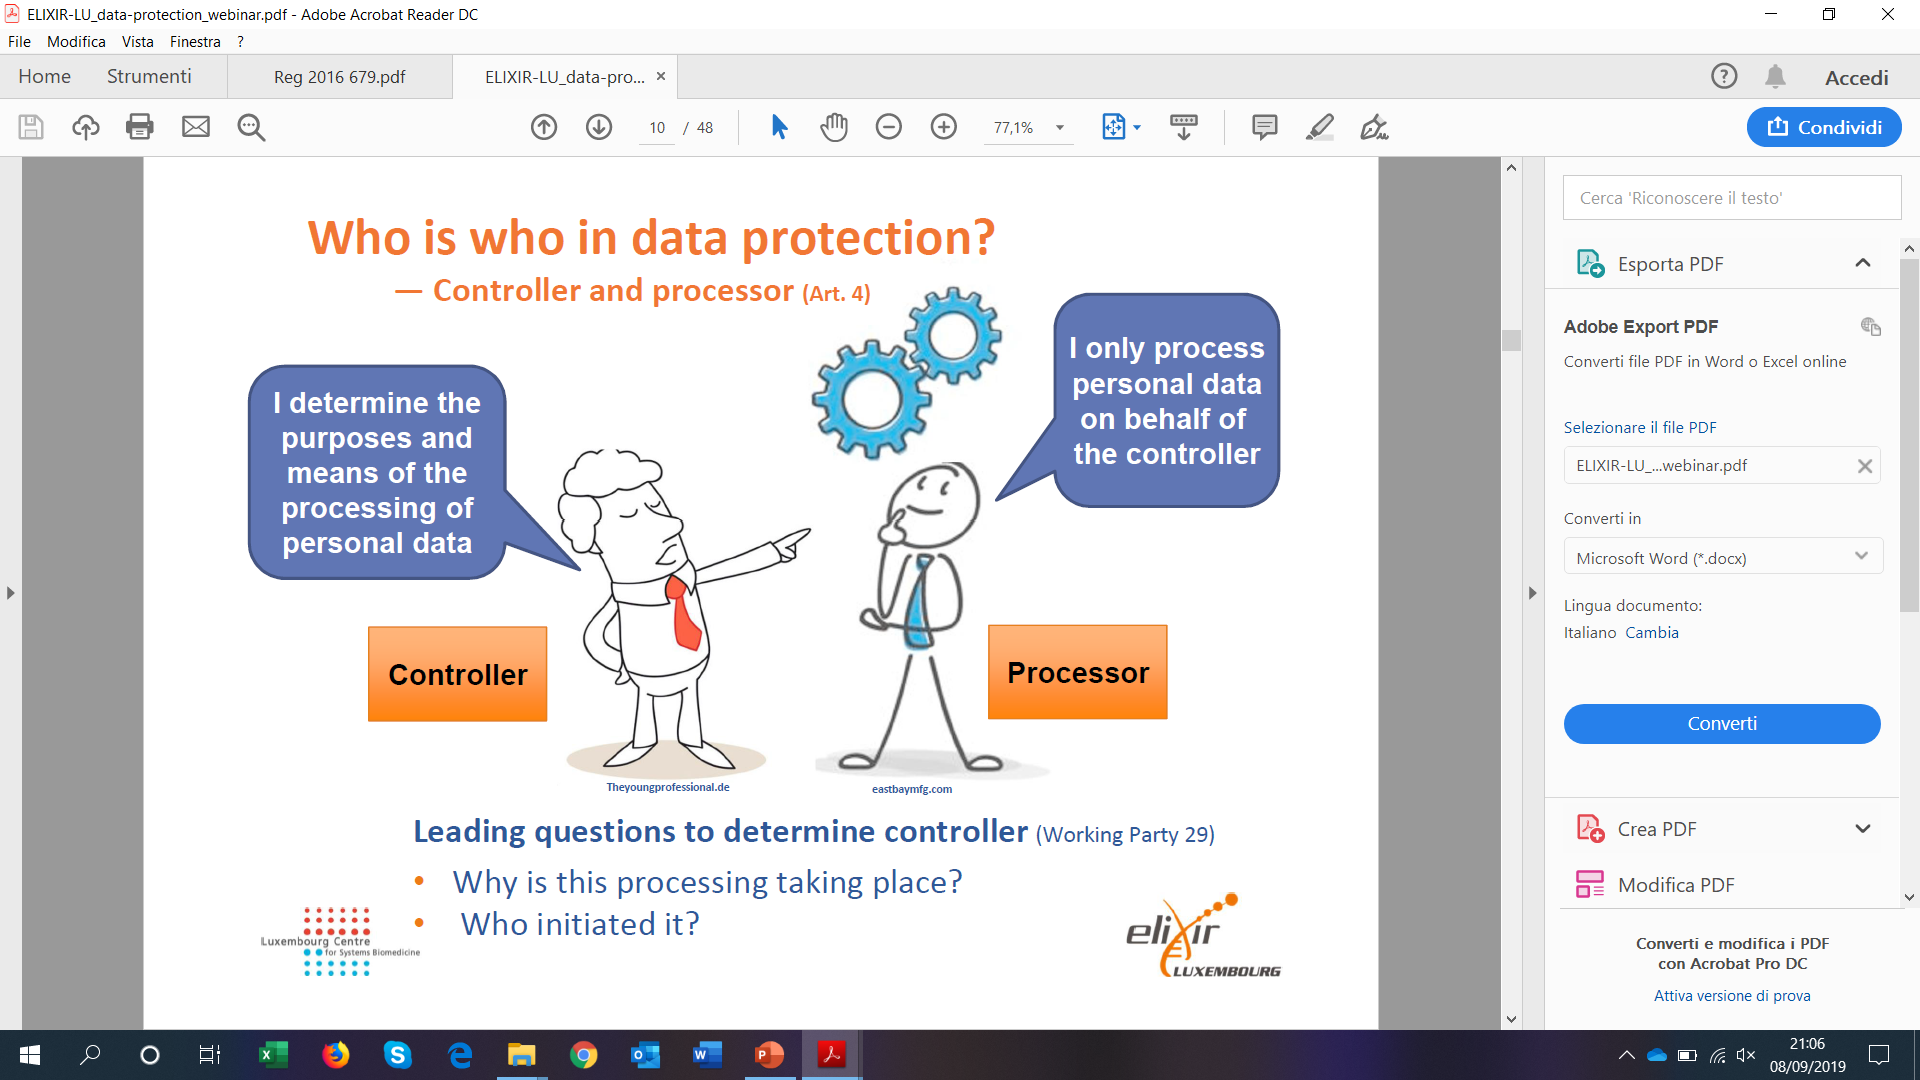 ELIXIR-LU_data-protection_webinar.pdf - Adobe Acrobat Reader DC
File Modifica Vista Finestra ?
Home Strumenti Reg 2016 679.pdf ELIXIR-LU_data-pro... × Accedi
10 / 48 77,1% Condividi
Who is who in data protection?
— Controller and processor (Art. 4)
I determine the
purposes and
means of the
processing of
personal data
I only process
personal data
on behalf of
the controller
Controller
Processor
Theyoungprofessional.de
eastbaymfg.com
Leading questions to determine controller (Working Party 29)
• Why is this processing taking place?
• Who initiated it?
Luxembourg Centre
for Systems Biomedicine
elixir
LUXEMBOURG
Cerca 'Riconoscere il testo'
Esporta PDF
Adobe Export PDF
Converti file PDF in Word o Excel online
Selezionare il file PDF
ELIXIR-LU_...webinar.pdf
Converti in
Microsoft Word (*.docx)
Lingua documento:
Italiano Cambia
Converti
Crea PDF
Modifica PDF
Converti e modifica i PDF
con Acrobat Pro DC
Attiva versione di prova
21:06
08/09/2019